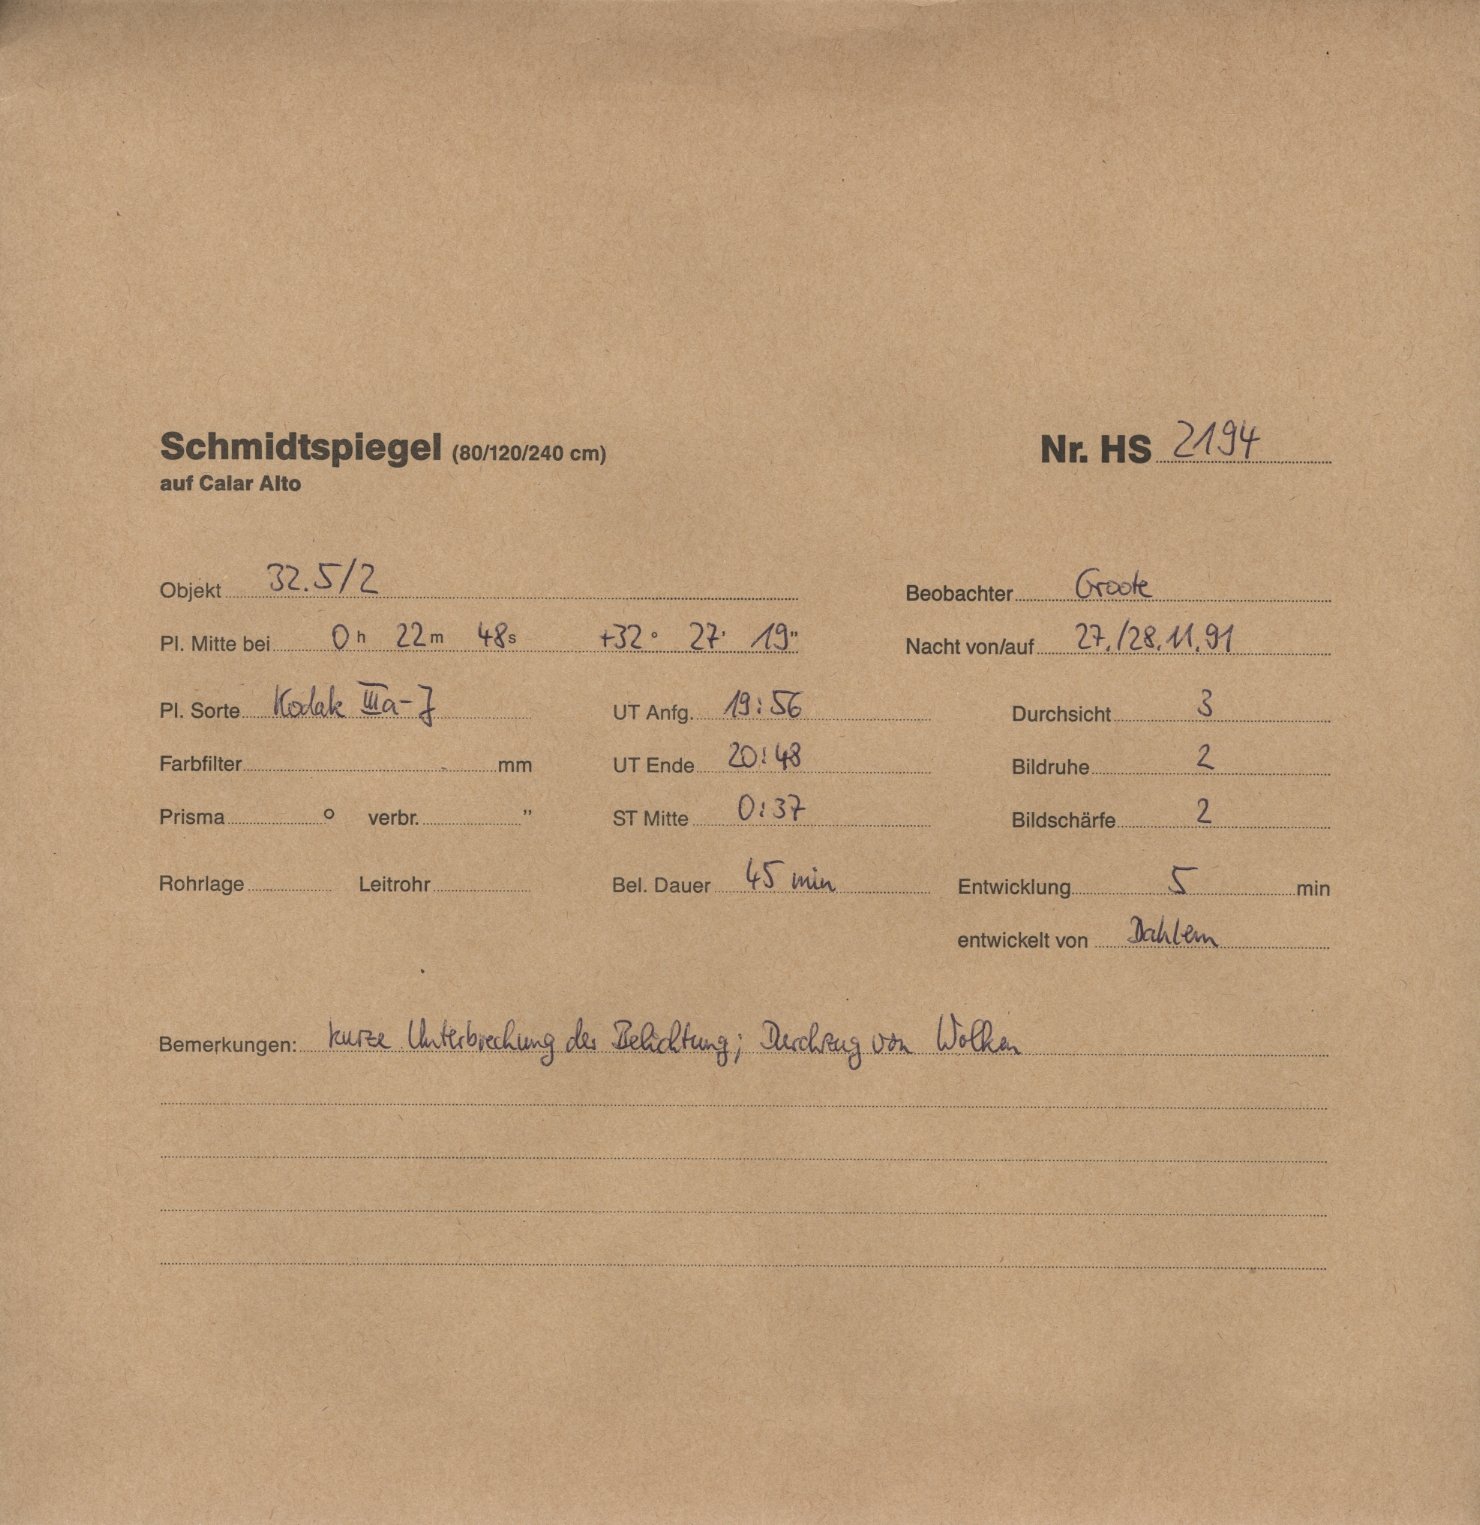 Schmidtspiegel (80/120/240 cm) Nr. HS 2194
auf Calar Alto
Objekt 32.5/2 Beobachter Groote
Pl. Mitte bei 0 h 22 m 48 s +32° 27' 19" Nacht von/auf 27./28.11.91
Pl. Sorte Kodak IIIa-J UT Anfg. 19:56 Durchsicht 3
Farbfilter mm UT Ende 20:48 Bildruhe 2
Prisma ° verbr. " ST Mitte 0:37 Bildschärfe 2
Rohrlage Leitrohr Bel. Dauer 45 min Entwicklung 5 min
entwickelt von Dahlem
Bemerkungen: kurze Unterbrechung der Belichtung; Durchzug von Wolken